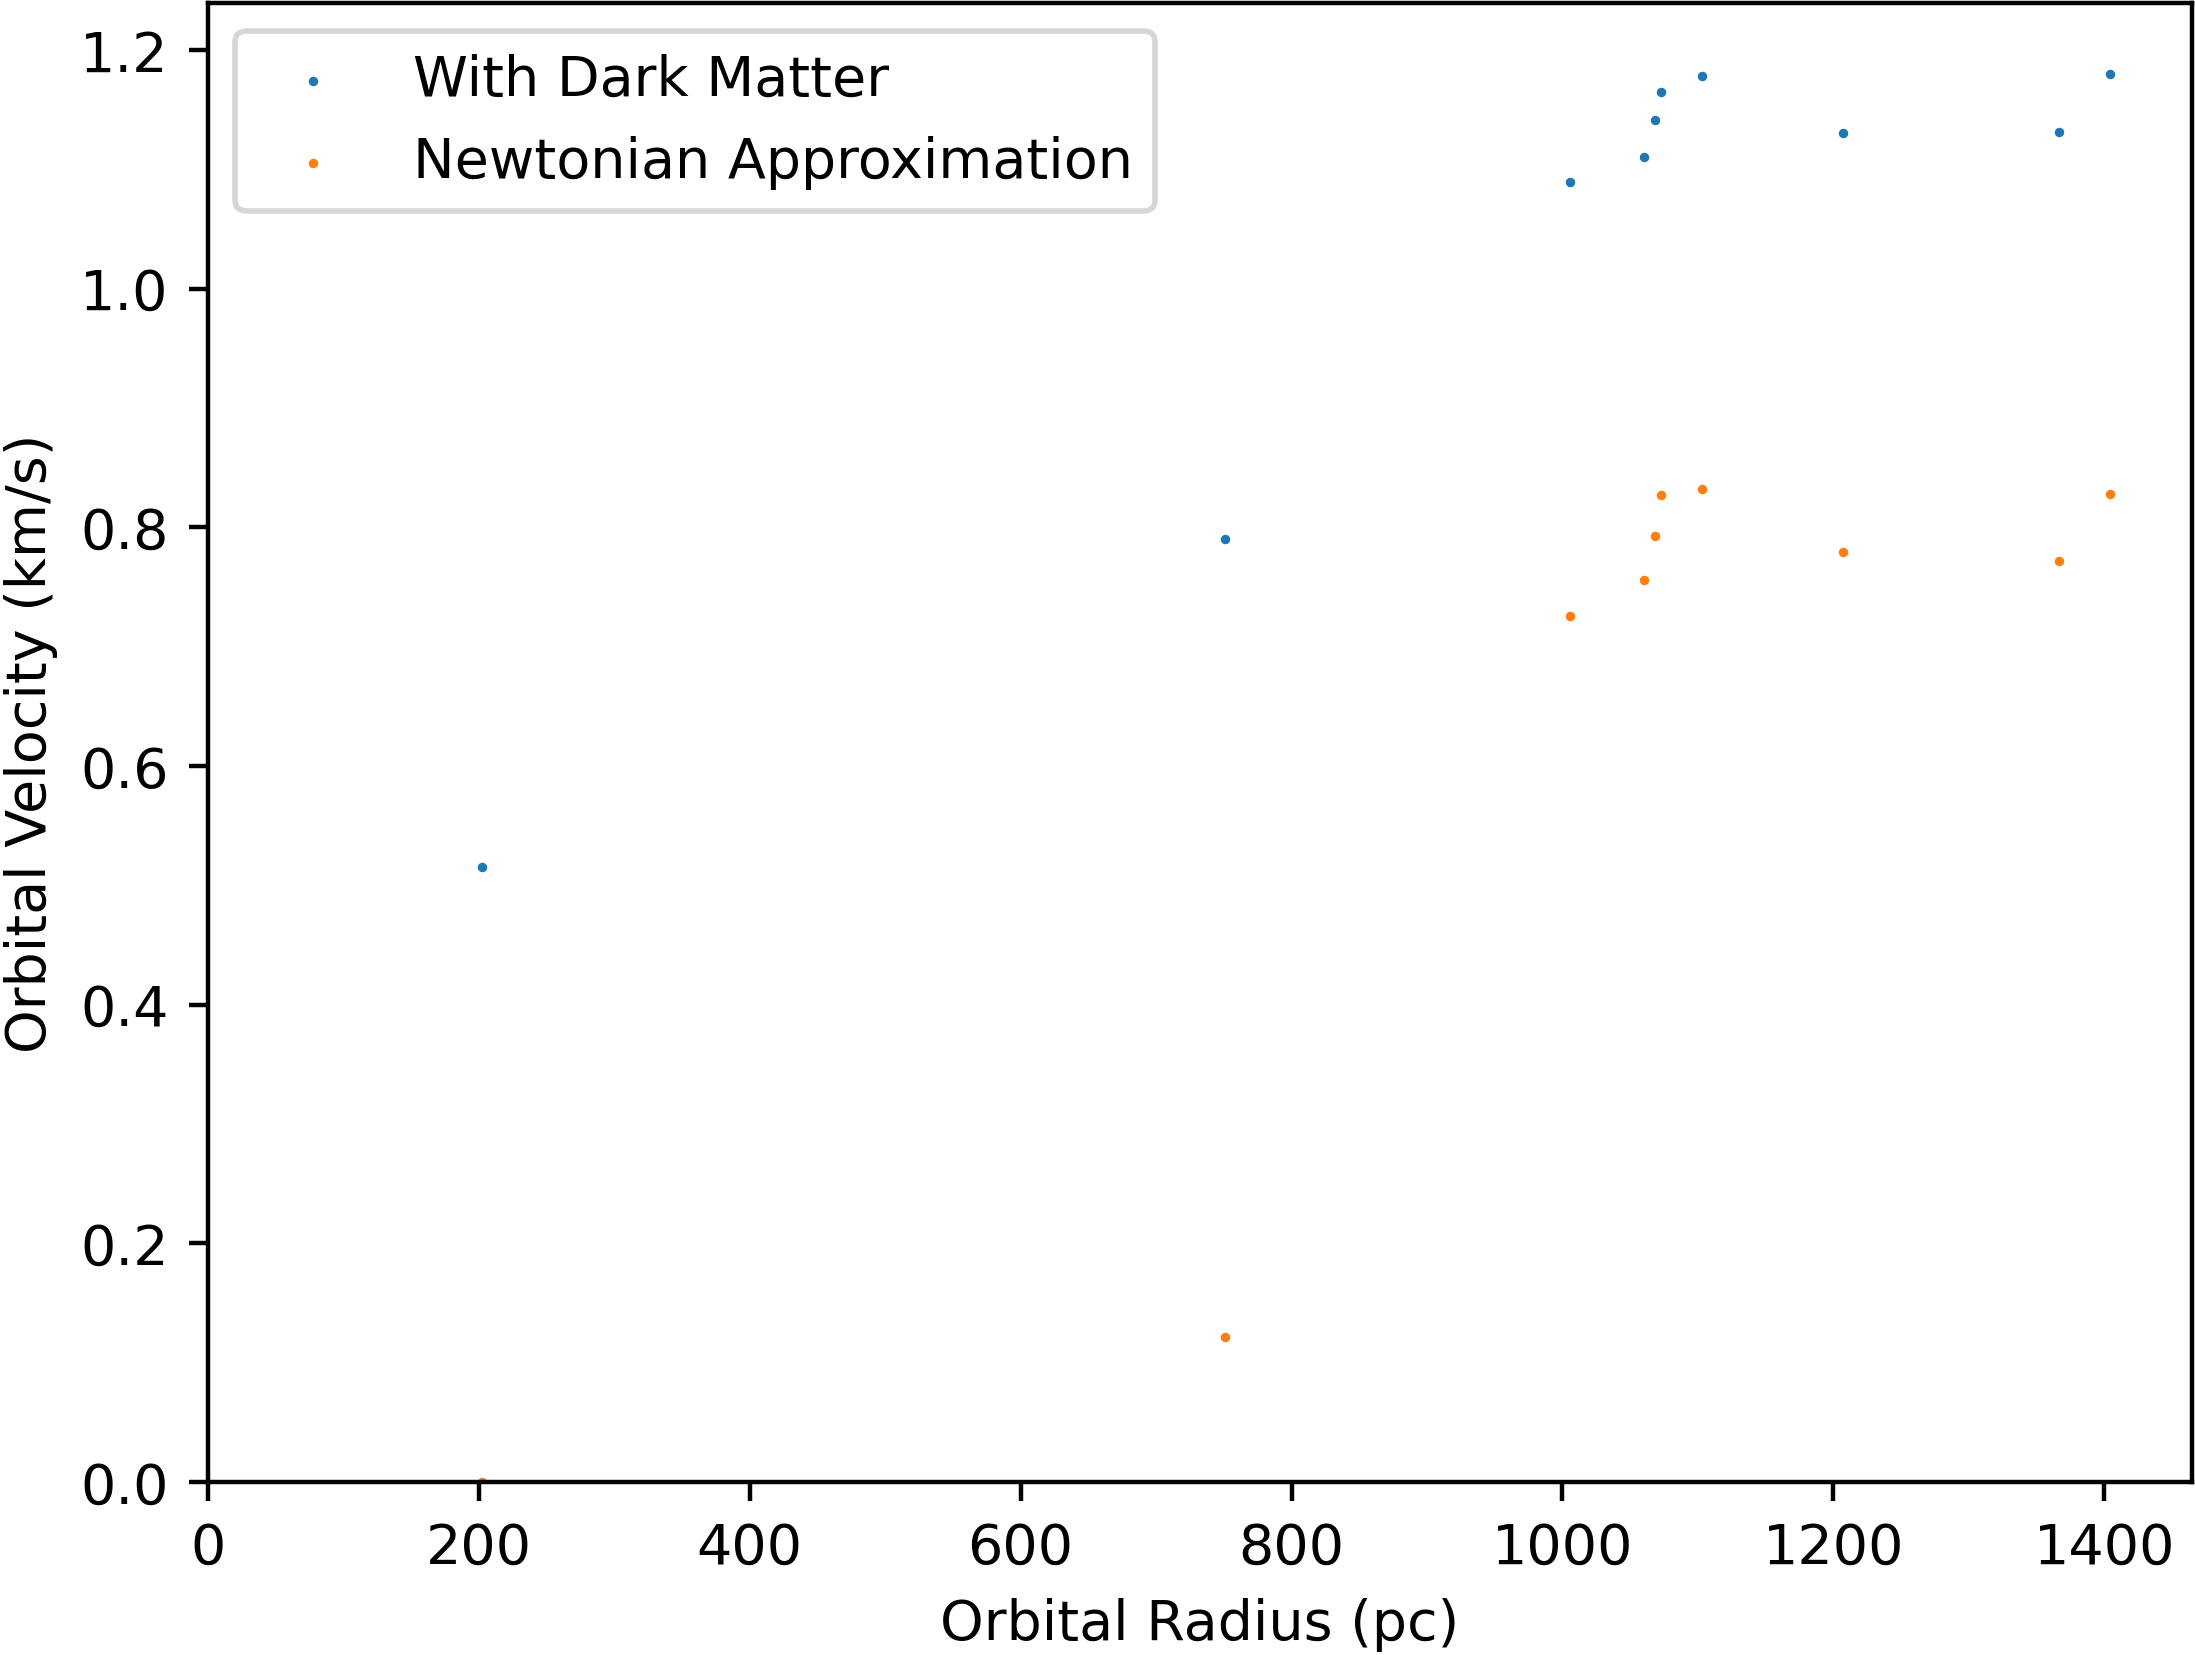 With Dark Matter
Newtonian Approximation
1.2
1.0
0.8
0.6
0.4
0.2
0.0
Orbital Velocity (km/s)
0 200 400 600 800 1000 1200 1400
Orbital Radius (pc)